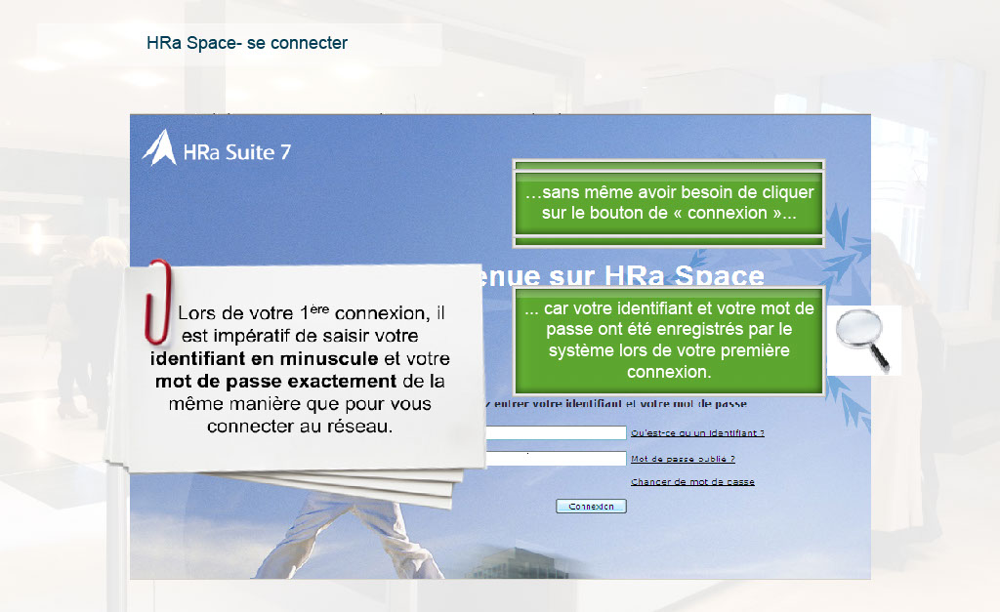 HRa Space- se connecter
HRa Suite 7
…sans même avoir besoin de cliquer
sur le bouton de « connexion »...
enue sur HRa Space
... car votre identifiant et votre mot de
passe ont été enregistrés par le
système lors de votre première
connexion.
Lors de votre 1ère connexion, il
est impératif de saisir votre
identifiant en minuscule et votre
mot de passe exactement de la
même manière que pour vous
connecter au réseau.
z entrer votre identifiant et votre mot de passe
Qu'est-ce qu'un identifiant ?
Mot de passe oublié ?
Changer de mot de passe
Connexion